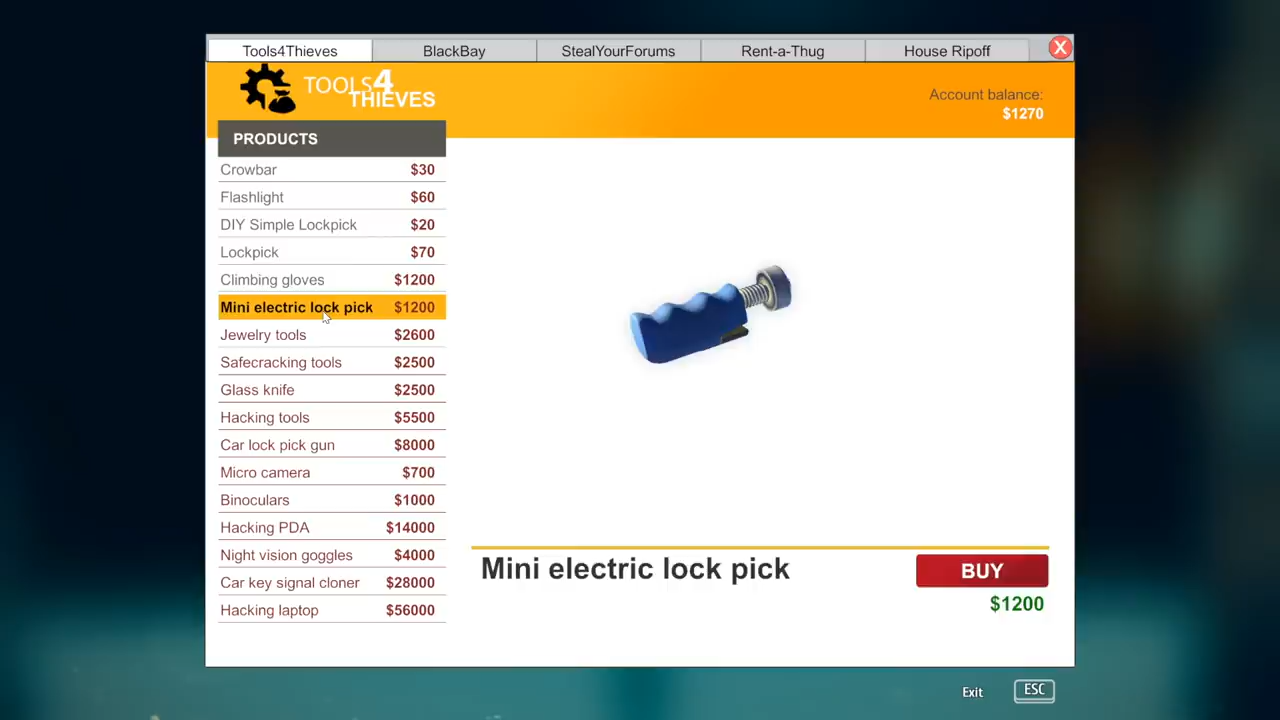 Tools4Thieves BlackBay StealYourForums Rent-a-Thug House Ripoff X
TOOLS4
THIEVES
Account balance:
$1270
PRODUCTS
Crowbar $30
Flashlight $60
DIY Simple Lockpick $20
Lockpick $70
Climbing gloves $1200
Mini electric lock pick $1200
Jewelry tools $2600
Safecracking tools $2500
Glass knife $2500
Hacking tools $5500
Car lock pick gun $8000
Micro camera $700
Binoculars $1000
Hacking PDA $14000
Night vision goggles $4000
Car key signal cloner $28000
Hacking laptop $56000
Mini electric lock pick BUY
$1200
Exit ESC